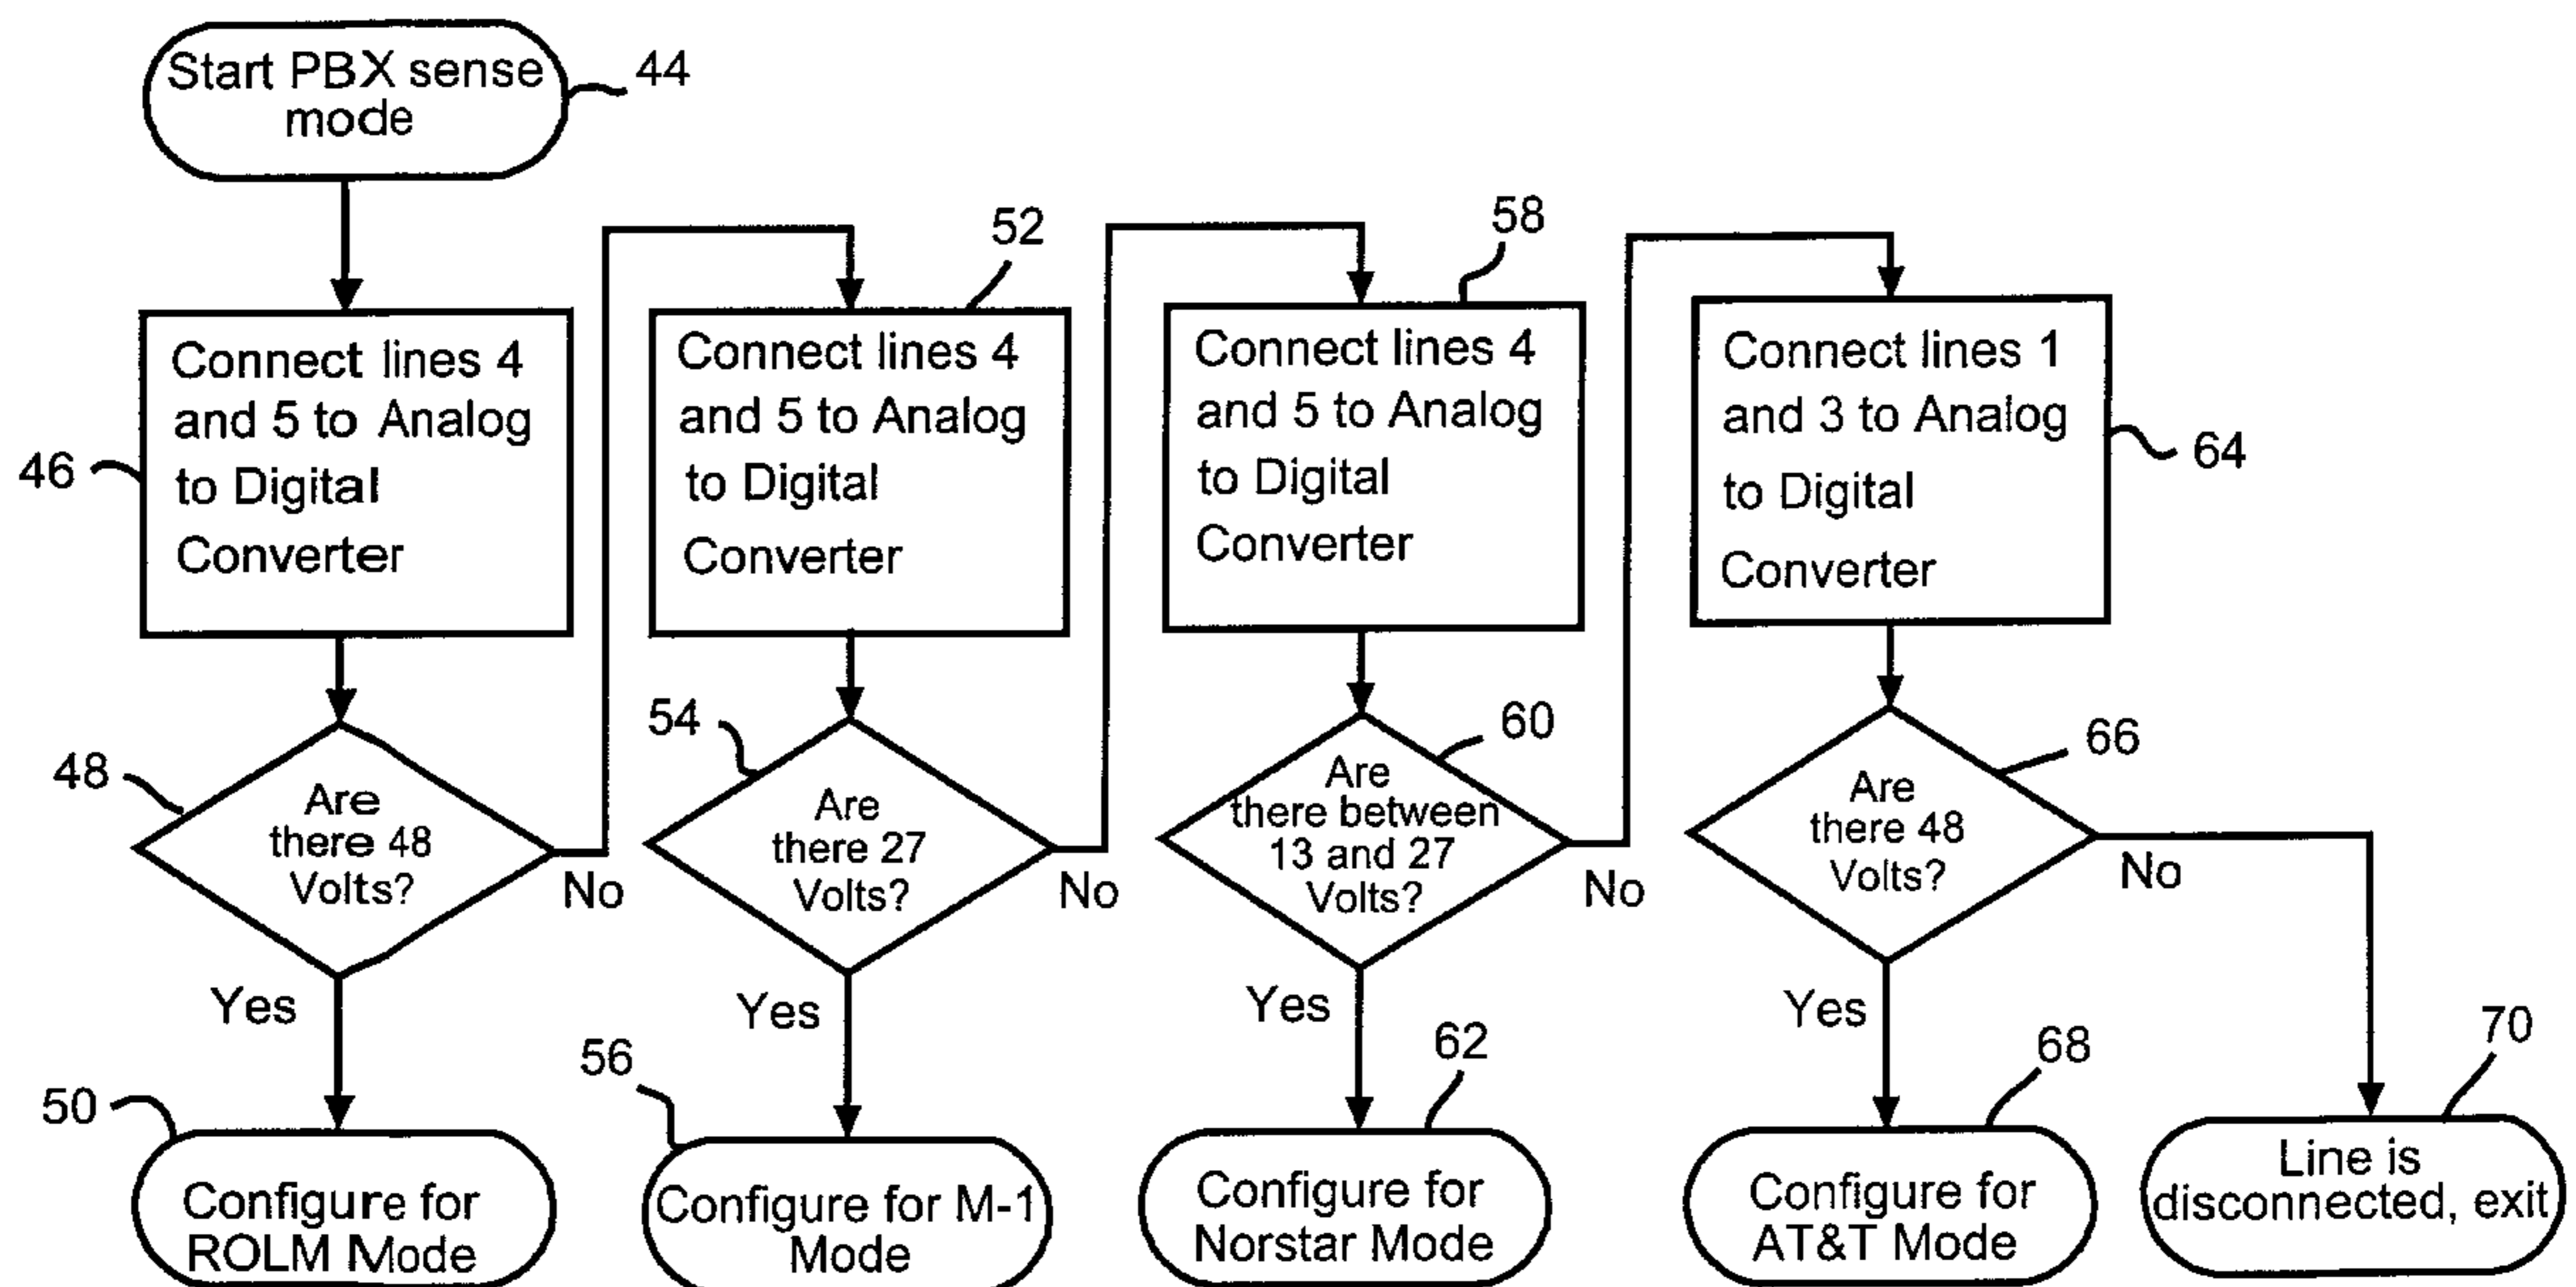 Start PBX sense
mode
44
46
Connect lines 4
and 5 to Analog
to Digital
Converter
52
Connect lines 4
and 5 to Analog
to Digital
Converter
58
Connect lines 4
and 5 to Analog
to Digital
Converter
64
Connect lines 1
and 3 to Analog
to Digital
Converter
48
Are
there 48
Volts?
No
Yes
54
Are
there 27
Volts?
No
Yes
60
Are
there between
13 and 27
Volts?
No
Yes
66
Are
there 48
Volts?
No
Yes
50
Configure for
ROLM Mode
56
Configure for M-1
Mode
62
Configure for
Norstar Mode
68
Configure for
AT&T Mode
70
Line is
disconnected, exit